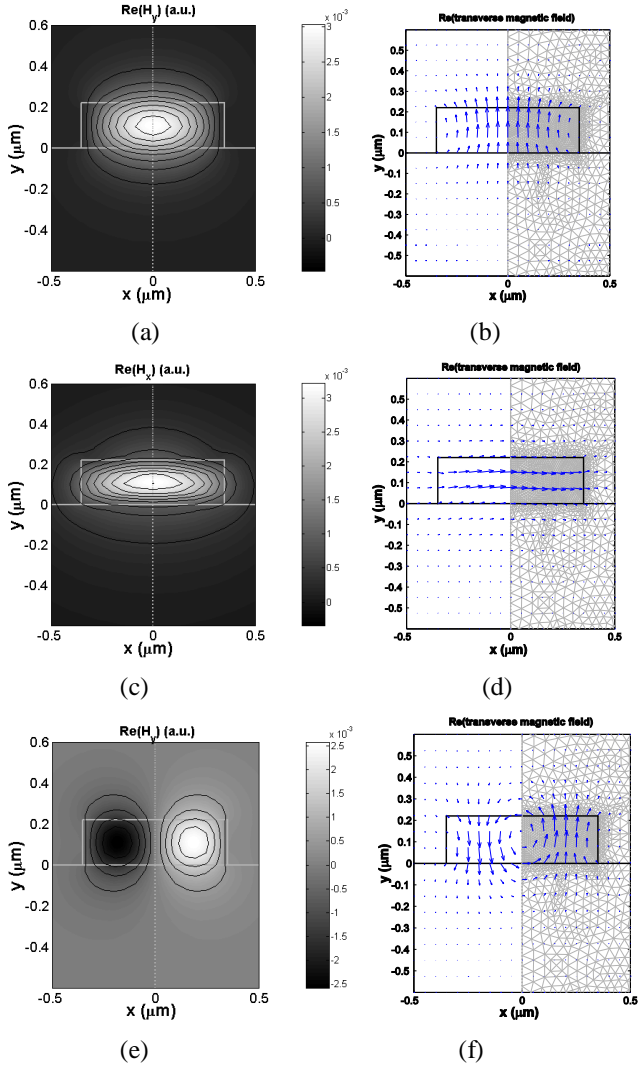 Re(H_y) (a.u.)
x 10^-3
0.6
0.4
0.2
0
-0.2
-0.4
-0.5 0 0.5
3
2.5
2
1.5
1
0.5
0
y (μm)
x (μm)
(a)
Re(transverse magnetic field)
0.5
0.4
0.3
0.2
0.1
0
-0.1
-0.2
-0.3
-0.4
-0.5
-0.5 0 0.5
y (μm)
x (μm)
(b)
Re(H_x) (a.u.)
x 10^-3
0.6
0.4
0.2
0
-0.2
-0.4
-0.5 0 0.5
3
2.5
2
1.5
1
0.5
0
y (μm)
x (μm)
(c)
Re(transverse magnetic field)
0.5
0.4
0.3
0.2
0.1
0
-0.1
-0.2
-0.3
-0.4
-0.5
-0.5 0 0.5
y (μm)
x (μm)
(d)
Re(H_y) (a.u.)
x 10^-3
0.6
0.4
0.2
0
-0.2
-0.4
-0.5 0 0.5
2.5
2
1.5
1
0.5
0
-0.5
-1
-1.5
-2
-2.5
y (μm)
x (μm)
(e)
Re(transverse magnetic field)
0.5
0.4
0.3
0.2
0.1
0
-0.1
-0.2
-0.3
-0.4
-0.5
-0.5 0 0.5
y (μm)
x (μm)
(f)